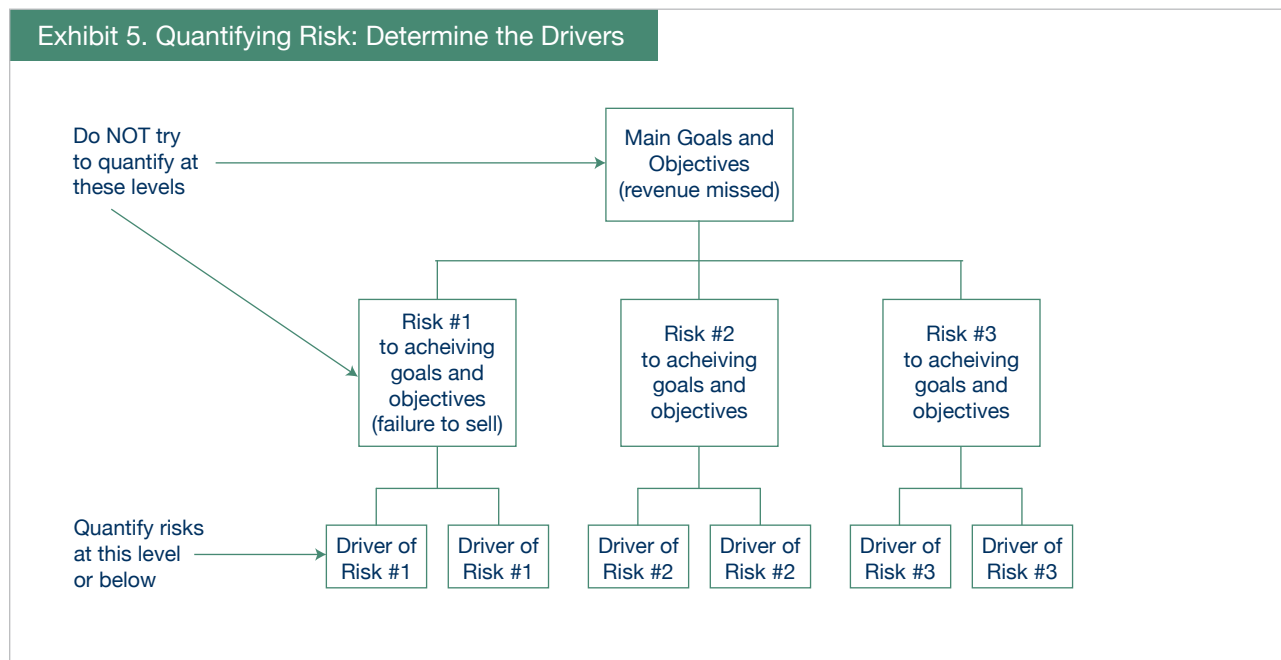 Exhibit 5. Quantifying Risk: Determine the Drivers
Do NOT try
to quantify at
these levels
Main Goals and
Objectives
(revenue missed)
Risk #1
to acheiving
goals and
objectives
(failure to sell)
Risk #2
to acheiving
goals and
objectives
Risk #3
to acheiving
goals and
objectives
Quantify risks
at this level
or below
Driver of
Risk #1
Driver of
Risk #1
Driver of
Risk #2
Driver of
Risk #2
Driver of
Risk #3
Driver of
Risk #3